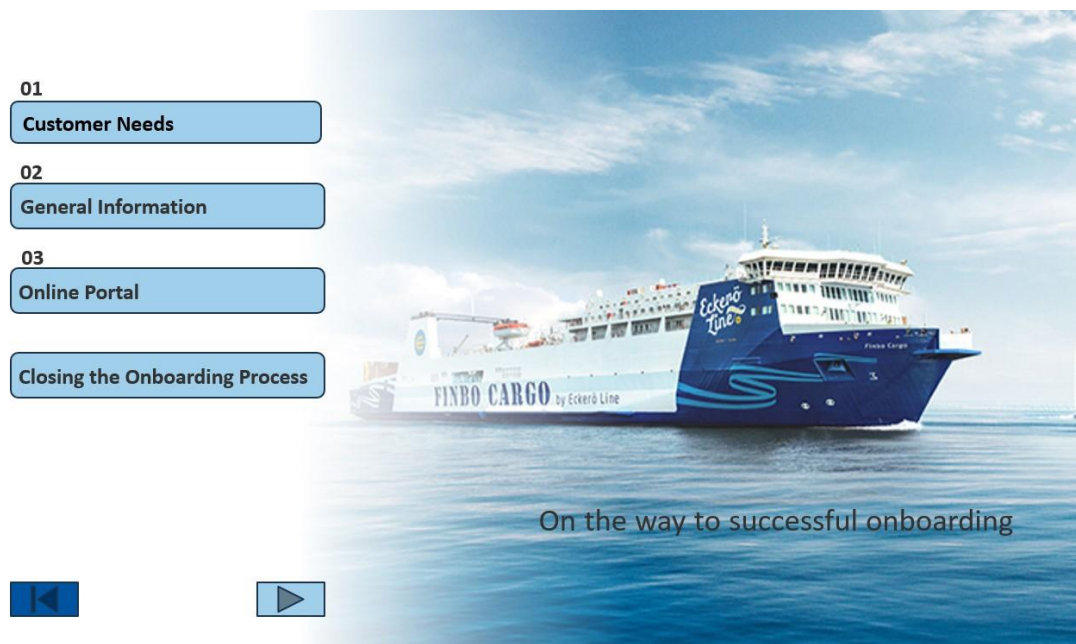 01
Customer Needs
02
General Information
03
Online Portal
Closing the Onboarding Process
Eckerö
Line
Finbo Cargo
FINBO CARGO by Eckerö Line
On the way to successful onboarding